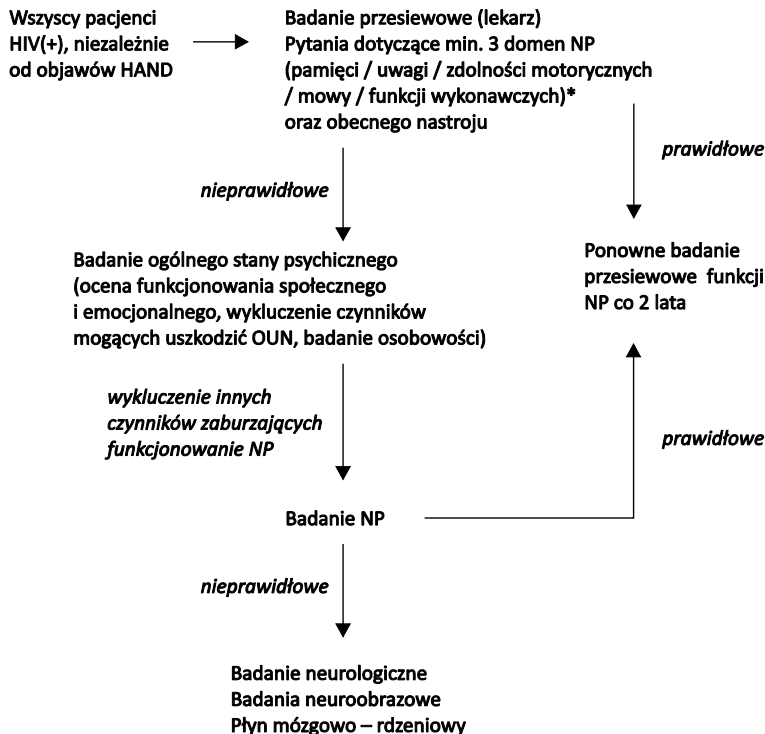 Wszyscy pacjenci
HIV(+), niezależnie
od objawów HAND
Badanie przesiewowe (lekarz)
Pytania dotyczące min. 3 domen NP
(pamięci / uwagi / zdolności motorycznych
/ mowy / funkcji wykonawczych)*
oraz obecnego nastroju
prawidłowe
nieprawidłowe
Badanie ogólnego stany psychicznego
(ocena funkcjonowania społecznego
i emocjonalnego, wykluczenie czynników
mogących uszkodzić OUN, badanie osobowości)
Ponowne badanie
przesiewowe funkcji
NP co 2 lata
wykluczenie innych
czynników zaburzających
funkcjonowanie NP
prawidłowe
Badanie NP
nieprawidłowe
Badanie neurologiczne
Badania neuroobrazowe
Płyn mózgowo – rdzeniowy